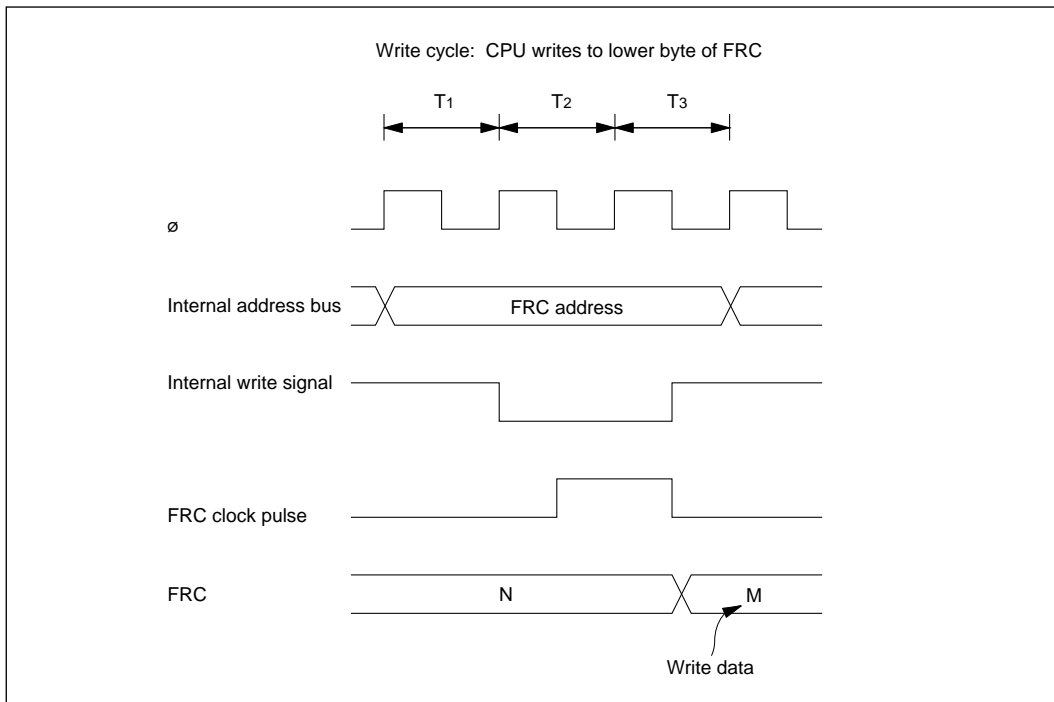 Write cycle: CPU writes to lower byte of FRC
T1 T2 T3
ø
Internal address bus FRC address
Internal write signal
FRC clock pulse
FRC N M
Write data